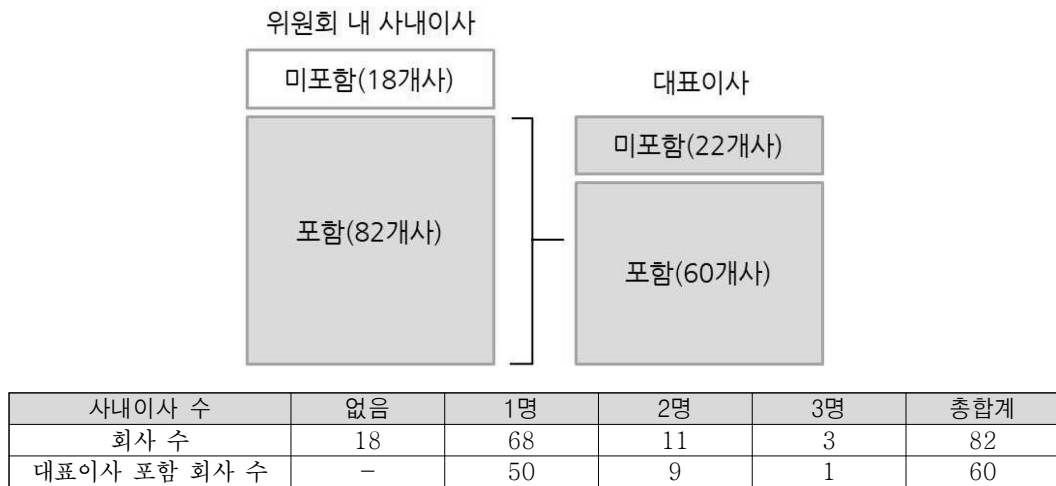 위원회 내 사내이사
미포함(18개사)
대표이사
미포함(22개사)
포함(82개사)
포함(60개사)
사내이사 수 없음 1명 2명 3명 총합계
회사 수 18 68 11 3 82
대표이사 포함 회사 수 - 50 9 1 60